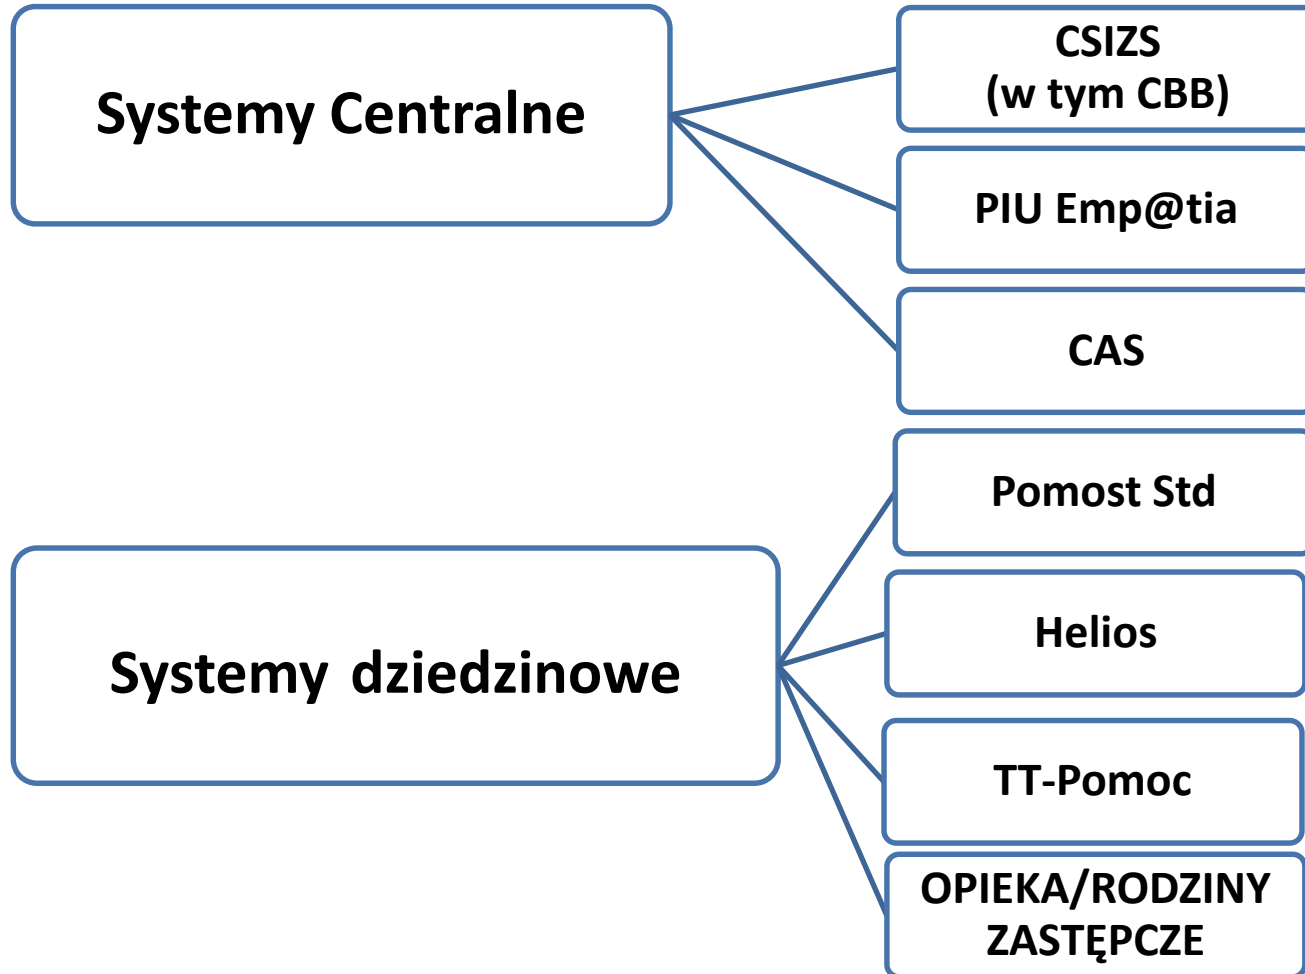 Systemy Centralne
CSIZS
(w tym CBB)
PIU Emp@tia
CAS
Systemy dziedzinowe
Pomost Std
Helios
TT-Pomoc
OPIEKA/RODZINY
ZASTĘPCZE